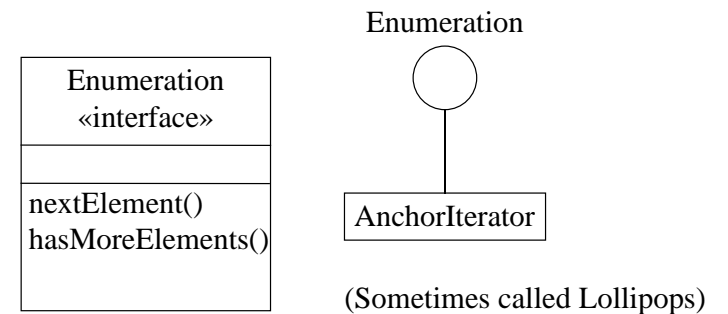 Enumeration
«interface»
nextElement()
hasMoreElements()
Enumeration
AnchorIterator
(Sometimes called Lollipops)